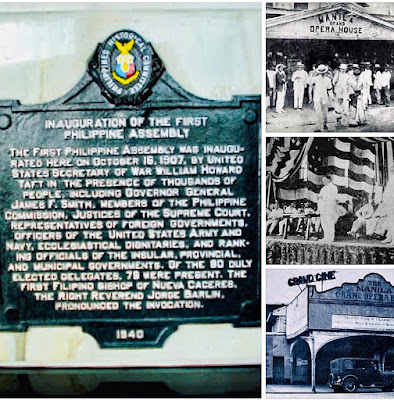 PHILIPPINES HISTORICAL COMMITTEE
INAUGURATION OF THE FIRST
PHILIPPINE ASSEMBLY
THE FIRST PHILIPPINE ASSEMBLY WAS INAUGU-
RATED HERE ON OCTOBER 16, 1907, BY UNITED
STATES SECRETARY OF WAR WILLIAM HOWARD
TAFT IN THE PRESENCE OF THOUSANDS OF
PEOPLE, INCLUDING GOVERNOR GENERAL
JAMES F. SMITH, MEMBERS OF THE PHILIPPINE
COMMISSION, JUSTICES OF THE SUPREME COURT,
REPRESENTATIVES OF FOREIGN GOVERNMENTS,
OFFICERS OF THE UNITED STATES ARMY AND
NAVY, ECCLESIASTICAL DIGNITARIES, AND RANK-
ING OFFICIALS OF THE INSULAR, PROVINCIAL,
AND MUNICIPAL GOVERNMENTS. OF THE 80 DULY
ELECTED DELEGATES, 78 WERE PRESENT. THE
FIRST FILIPINO BISHOP OF NUEVA CACERES,
THE RIGHT REVEREND JORGE BARLIN,
PRONOUNCED THE INVOCATION.
1940
MANILA
GRAND
OPERA HOUSE
GRAND CINE
THE
MANILA
GRAND OPERA